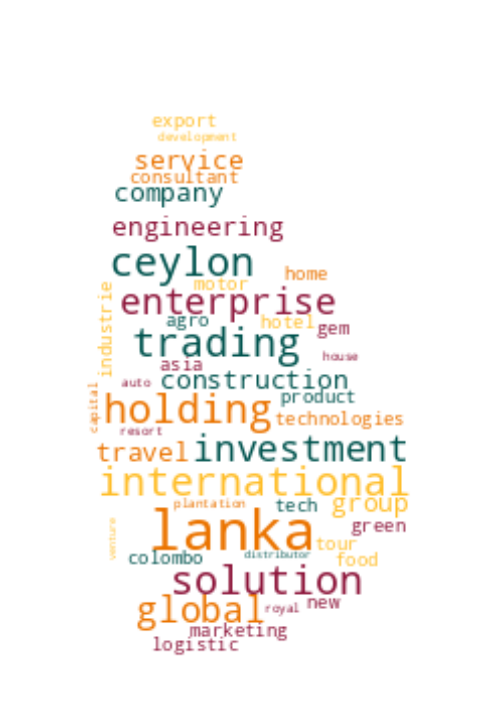 export
development
service
consultant
company
engineering
ceylon
home
motor
industrie
enterprise
agro
hotel
gem
trading
house
asia
auto
construction
capital
product
holding
technologies
resort
travel
investment
international
plantation
tech
group
lanka
green
venture
tour
colombo
distributor
food
solution
global
royal
new
marketing
logistic